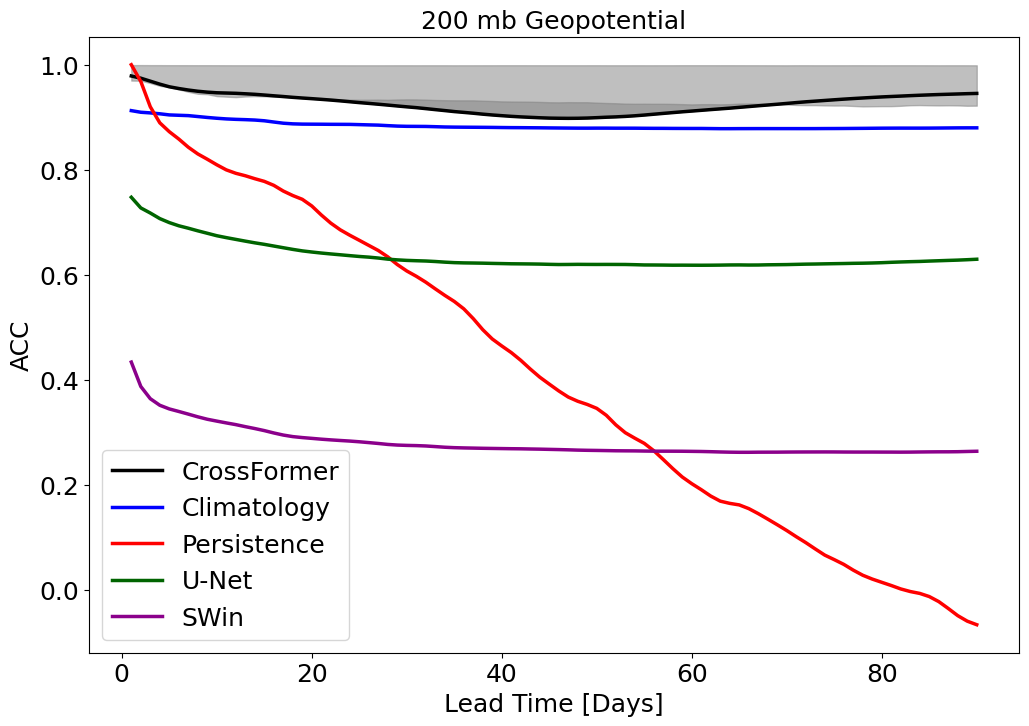 200 mb Geopotential
1.0
0.8
0.6
0.4
0.2
0.0
ACC
CrossFormer
Climatology
Persistence
U-Net
SWin
0 20 40 60 80
Lead Time [Days]